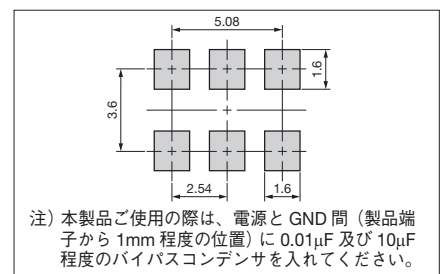 5.08
1.6
3.6
2.54
1.6
注）本製品ご使用の際は、電源と GND 間（製品端
子から 1mm 程度の位置）に 0.01μF 及び 10μF
程度のバイパスコンデンサを入れてください。